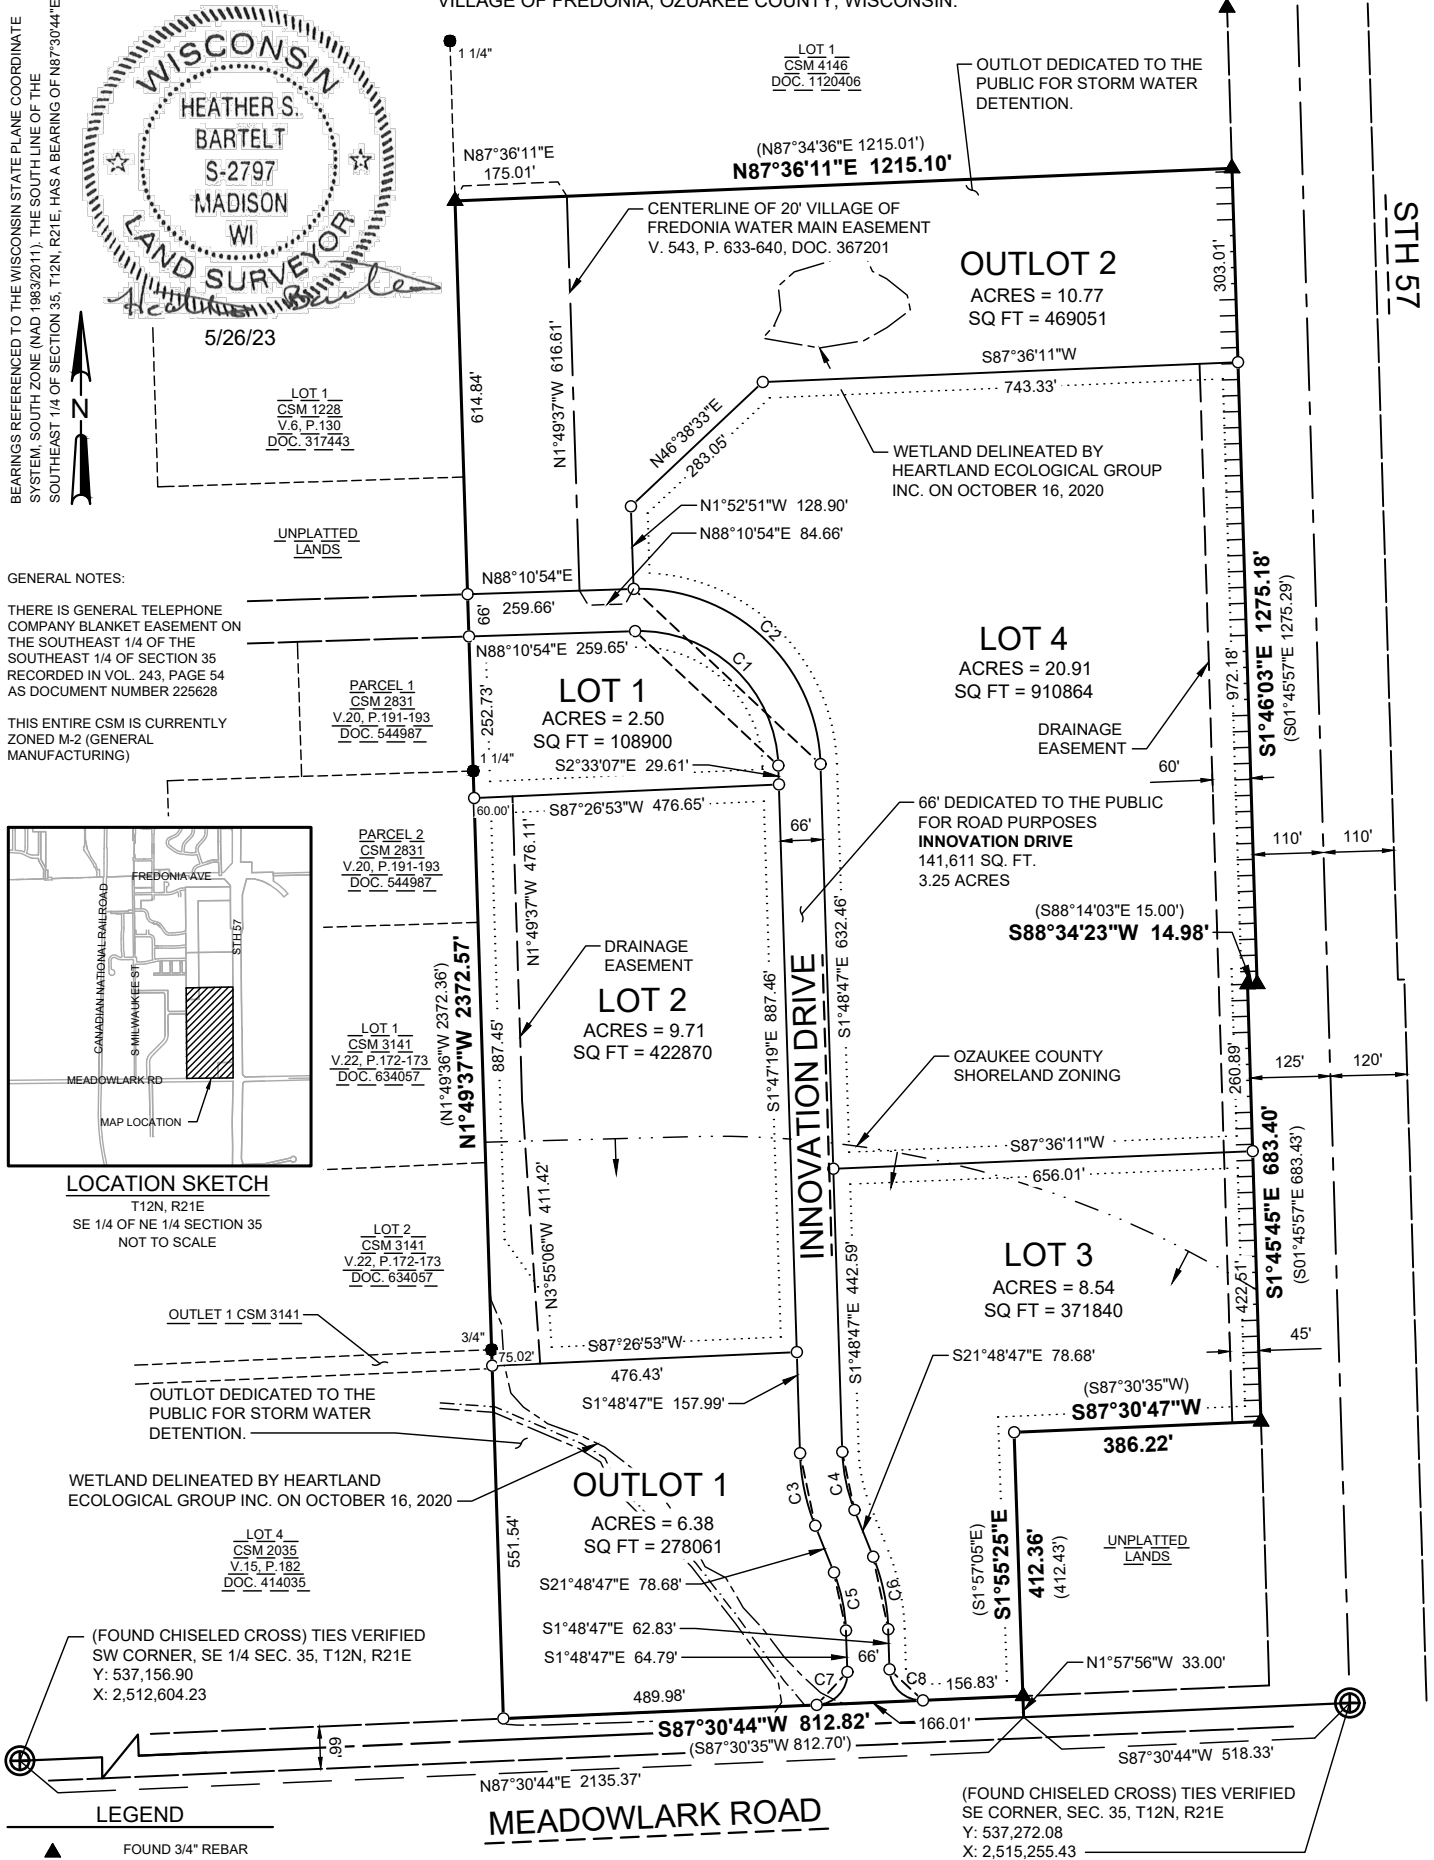 VILLAGE OF FREDONIA, OZUAKEE COUNTY, WISCONSIN.
BEARINGS REFERENCED TO THE WISCONSIN STATE PLANE COORDINATE
SYSTEM, SOUTH ZONE (NAD 1983/2011). THE SOUTH LINE OF THE
SOUTHEAST 1/4 OF SECTION 35, T12N, R21E, HAS A BEARING OF N87°30'44"E
WISCONSIN
HEATHER S.
BARTELT
S-2797
MADISON
WI
LAND SURVEYOR
Heather Bartelt
5/26/23
N
1 1/4"
LOT 1
CSM 4146
DOC. 1120406
OUTLOT DEDICATED TO THE
PUBLIC FOR STORM WATER
DETENTION.
STH 57
N87°36'11"E
175.01'
(N87°34'36"E 1215.01')
N87°36'11"E 1215.10'
CENTERLINE OF 20' VILLAGE OF
FREDONIA WATER MAIN EASEMENT
V. 543, P. 633-640, DOC. 367201
OUTLOT 2
ACRES = 10.77
SQ FT = 469051
303.01'
S87°36'11"W
743.33'
614.84'
N1°49'37"W 616.61'
N46°38'33"E
283.05'
LOT 1
CSM 1228
V.6, P.130
DOC. 317443
WETLAND DELINEATED BY
HEARTLAND ECOLOGICAL GROUP
INC. ON OCTOBER 16, 2020
N1°52'51"W 128.90'
N88°10'54"E 84.66'
UNPLATTED
LANDS
GENERAL NOTES:
THERE IS GENERAL TELEPHONE
COMPANY BLANKET EASEMENT ON
THE SOUTHEAST 1/4 OF THE
SOUTHEAST 1/4 OF SECTION 35
RECORDED IN VOL. 243, PAGE 54
AS DOCUMENT NUMBER 225628
THIS ENTIRE CSM IS CURRENTLY
ZONED M-2 (GENERAL
MANUFACTURING)
N88°10'54"E
259.66'
66'
N88°10'54"E 259.65'
C2
C1
LOT 4
ACRES = 20.91
SQ FT = 910864
972.18'
S1°46'03"E 1275.18'
(S01°45'57"E 1275.29')
DRAINAGE
EASEMENT
60'
PARCEL 1
CSM 2831
V.20, P.191-193
DOC. 544987
252.73'
LOT 1
ACRES = 2.50
SQ FT = 108900
S2°33'07"E 29.61'
1 1/4"
60.00'
S87°26'53"W 476.65'
66'
66' DEDICATED TO THE PUBLIC
FOR ROAD PURPOSES
INNOVATION DRIVE
141,611 SQ. FT.
3.25 ACRES
110'
110'
PARCEL 2
CSM 2831
V.20, P.191-193
DOC. 544987
FREDONIA AVE
CANADIAN NATIONAL RAILROAD
S MILWAUKEE ST
STH 57
MEADOWLARK RD
MAP LOCATION
LOCATION SKETCH
T12N, R21E
SE 1/4 OF NE 1/4 SECTION 35
NOT TO SCALE
N1°49'37"W 476.11'
(N1°49'36"W 2372.36')
N1°49'37"W 2372.57'
887.45'
DRAINAGE
EASEMENT
LOT 2
ACRES = 9.71
SQ FT = 422870
S1°47'19"E 887.46'
INNOVATION DRIVE
S1°48'47"E 632.46'
(S88°14'03"E 15.00')
S88°34'23"W 14.98'
LOT 1
CSM 3141
V.22, P.172-173
DOC. 634057
OZAUKEE COUNTY
SHORELAND ZONING
260.89'
125'
120'
S87°36'11"W
656.01'
S1°45'45"E 683.40'
(S01°45'57"E 683.43')
LOT 2
CSM 3141
V.22, P.172-173
DOC. 634057
N3°55'06"W 411.42'
S1°48'47"E 442.59'
LOT 3
ACRES = 8.54
SQ FT = 371840
422.51'
OUTLET 1 CSM 3141
3/4"
75.02'
S87°26'53"W
476.43'
S21°48'47"E 78.68'
45'
OUTLOT DEDICATED TO THE
PUBLIC FOR STORM WATER
DETENTION.
S1°48'47"E 157.99'
(S87°30'35"W)
S87°30'47"W
386.22'
WETLAND DELINEATED BY HEARTLAND
ECOLOGICAL GROUP INC. ON OCTOBER 16, 2020
OUTLOT 1
ACRES = 6.38
SQ FT = 278061
C3
C4
LOT 4
CSM 2035
V.15, P.182
DOC. 414035
551.54'
S21°48'47"E 78.68'
C5
C6
(S1°57'05"E)
S1°55'25"E
412.36'
(412.43')
UNPLATTED
LANDS
S1°48'47"E 62.83'
S1°48'47"E 64.79'
66'
C7
C8
(FOUND CHISELED CROSS) TIES VERIFIED
SW CORNER, SE 1/4 SEC. 35, T12N, R21E
Y: 537,156.90
X: 2,512,604.23
489.98'
156.83'
N1°57'56"W 33.00'
66'
S87°30'44"W 812.82'
(S87°30'35"W 812.70')
166.01'
S87°30'44"W 518.33'
N87°30'44"E 2135.37'
MEADOWLARK ROAD
(FOUND CHISELED CROSS) TIES VERIFIED
SE CORNER, SEC. 35, T12N, R21E
Y: 537,272.08
X: 2,515,255.43
LEGEND
FOUND 3/4" REBAR